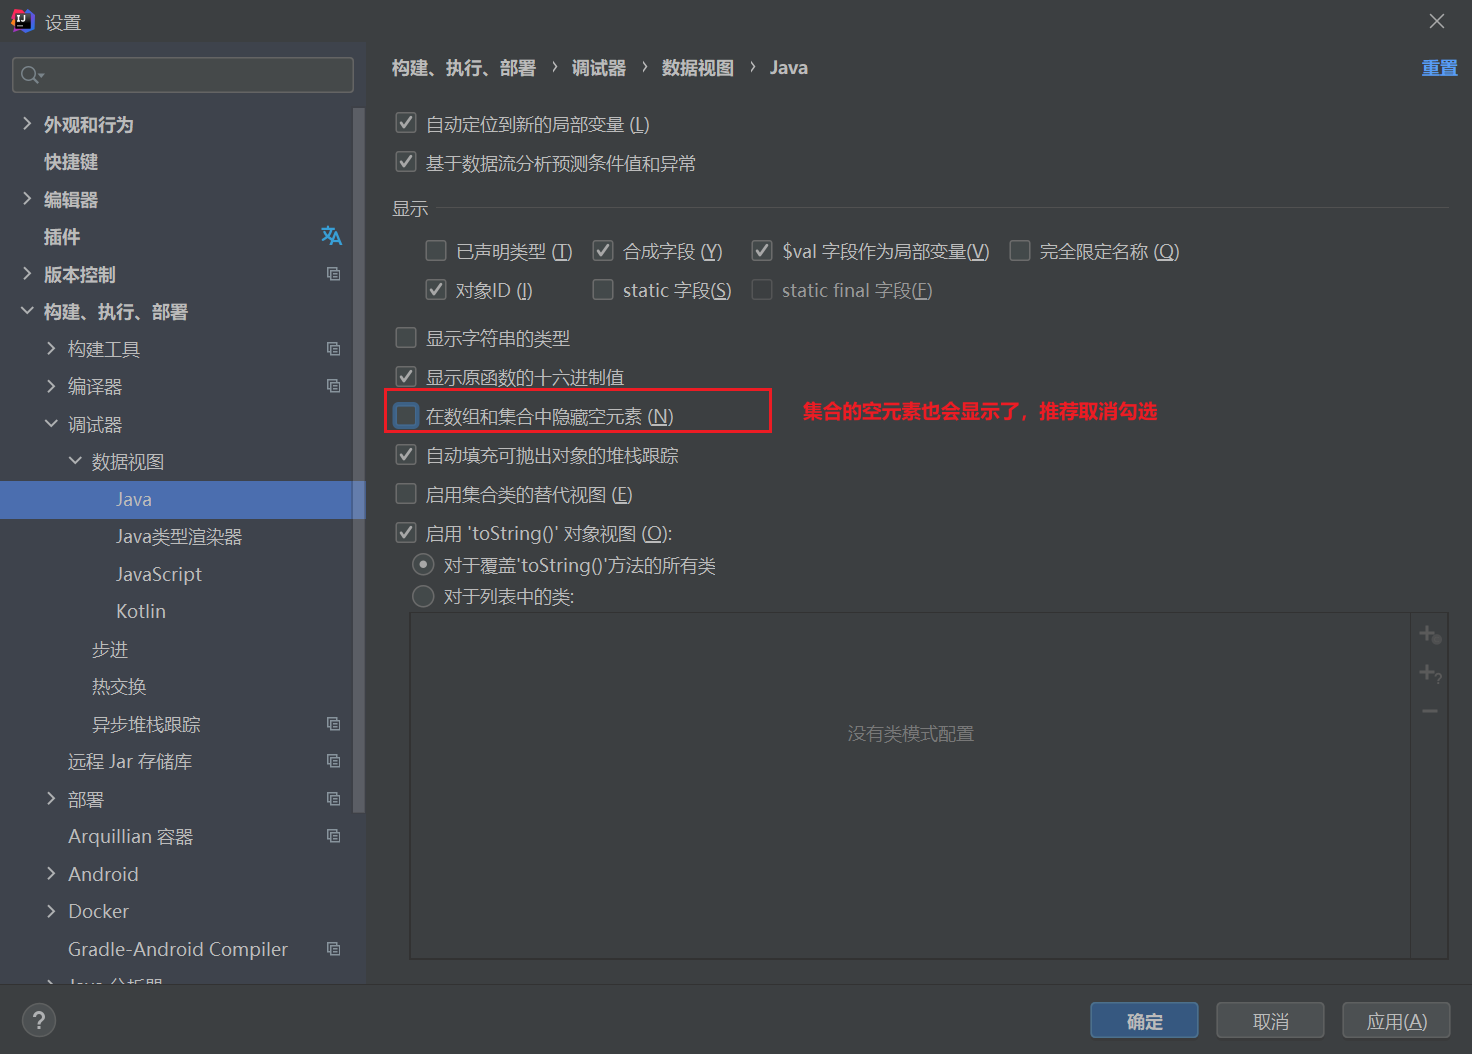 设置
构建、执行、部署 › 调试器 › 数据视图 › Java
重置
外观和行为
快捷键
编辑器
插件
版本控制
构建、执行、部署
构建工具
编译器
调试器
数据视图
Java
Java类型渲染器
JavaScript
Kotlin
步进
热交换
异步堆栈跟踪
远程 Jar 存储库
部署
Arquillian 容器
Android
Docker
Gradle-Android Compiler
Java 分析器
自动定位到新的局部变量 (L)
基于数据流分析预测条件值和异常
显示
已声明类型 (T) 合成字段 (Y) $val 字段作为局部变量(V) 完全限定名称 (Q)
对象ID (I) static 字段(S) static final 字段(F)
显示字符串的类型
显示原函数的十六进制值
在数组和集合中隐藏空元素 (N) 集合的空元素也会显示了，推荐取消勾选
自动填充可抛出对象的堆栈跟踪
启用集合类的替代视图 (E)
启用 'toString()' 对象视图 (O):
对于覆盖'toString()'方法的所有类
对于列表中的类:
没有类模式配置
?
确定 取消 应用(A)